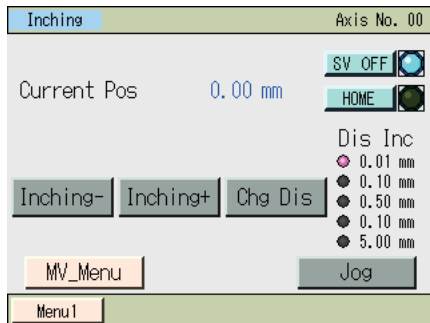 Inching Axis No. 00
SV OFF
Current Pos 0.00 mm
HOME
Dis Inc
0.01 mm
0.10 mm
Inching- Inching+ Chg Dis 0.50 mm
0.10 mm
5.00 mm
MV_Menu Jog
Menu1